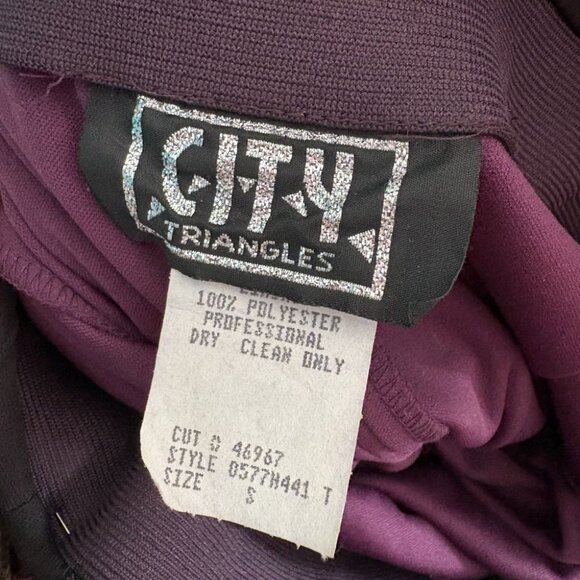 CITY
TRIANGLES
100% POLYESTER
PROFESSIONAL
DRY CLEAN ONLY
CUT @ 46967
STYLE 0577H441 T
SIZE S